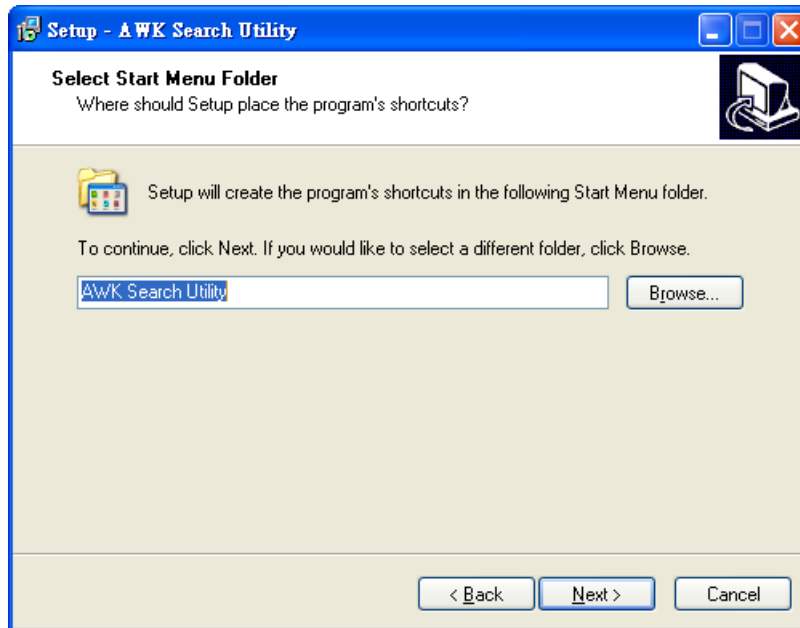 Setup - AWK Search Utility
Select Start Menu Folder
Where should Setup place the program's shortcuts?
Setup will create the program's shortcuts in the following Start Menu folder.
To continue, click Next. If you would like to select a different folder, click Browse.
AWK Search Utility
Browse...
< Back
Next >
Cancel